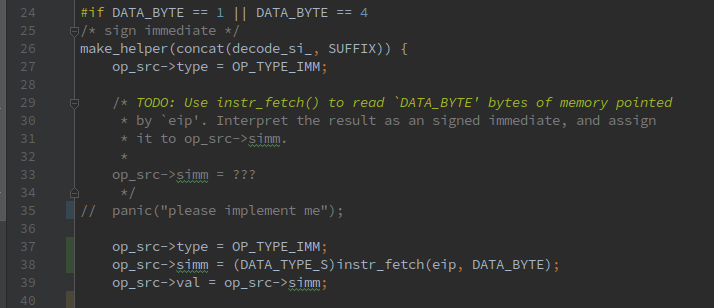 24 #if DATA_BYTE == 1 || DATA_BYTE == 4
25 /* sign immediate */
26 make_helper(concat(decode_si_, SUFFIX)) {
27 op_src->type = OP_TYPE_IMM;
28
29 /* TODO: Use instr_fetch() to read `DATA_BYTE' bytes of memory pointed
30 * by `eip'. Interpret the result as an signed immediate, and assign
31 * it to op_src->simm.
32 *
33 op_src->simm = ???
34 */
35 // panic("please implement me");
36
37 op_src->type = OP_TYPE_IMM;
38 op_src->simm = (DATA_TYPE_S)instr_fetch(eip, DATA_BYTE);
39 op_src->val = op_src->simm;
40